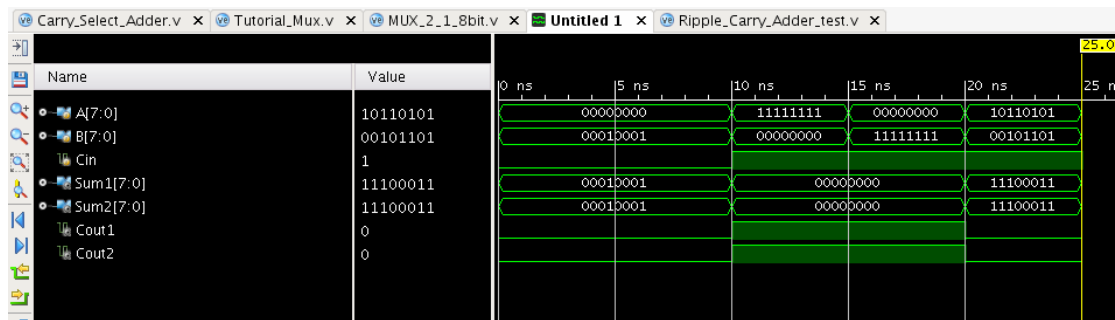 Carry_Select_Adder.v Tutorial_Mux.v MUX_2_1_8bit.v Untitled 1 Ripple_Carry_Adder_test.v
25.0
Name Value
0 ns 5 ns 10 ns 15 ns 20 ns 25 n
A[7:0] 10110101 00000000 11111111 00000000 10110101
B[7:0] 00101101 00010001 00000000 11111111 00101101
Cin 1
Sum1[7:0] 11100011 00010001 00000000 11100011
Sum2[7:0] 11100011 00010001 00000000 11100011
Cout1 0
Cout2 0